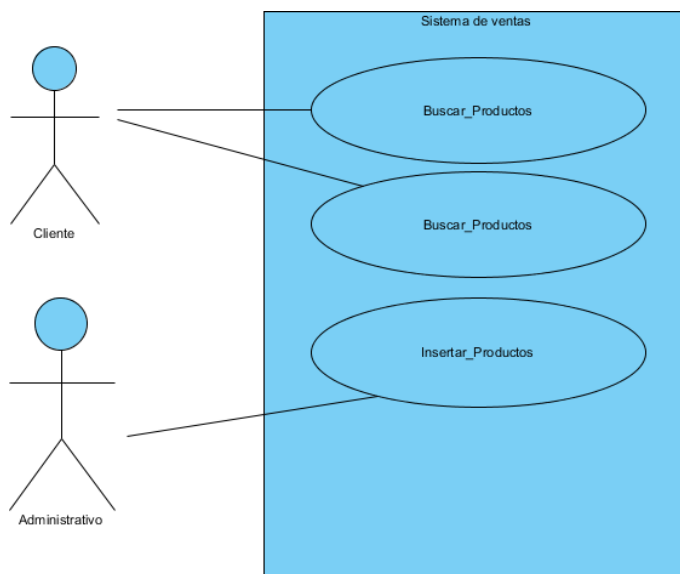 Sistema de ventas
Buscar_Productos
Buscar_Productos
Cliente
Insertar_Productos
Administrativo